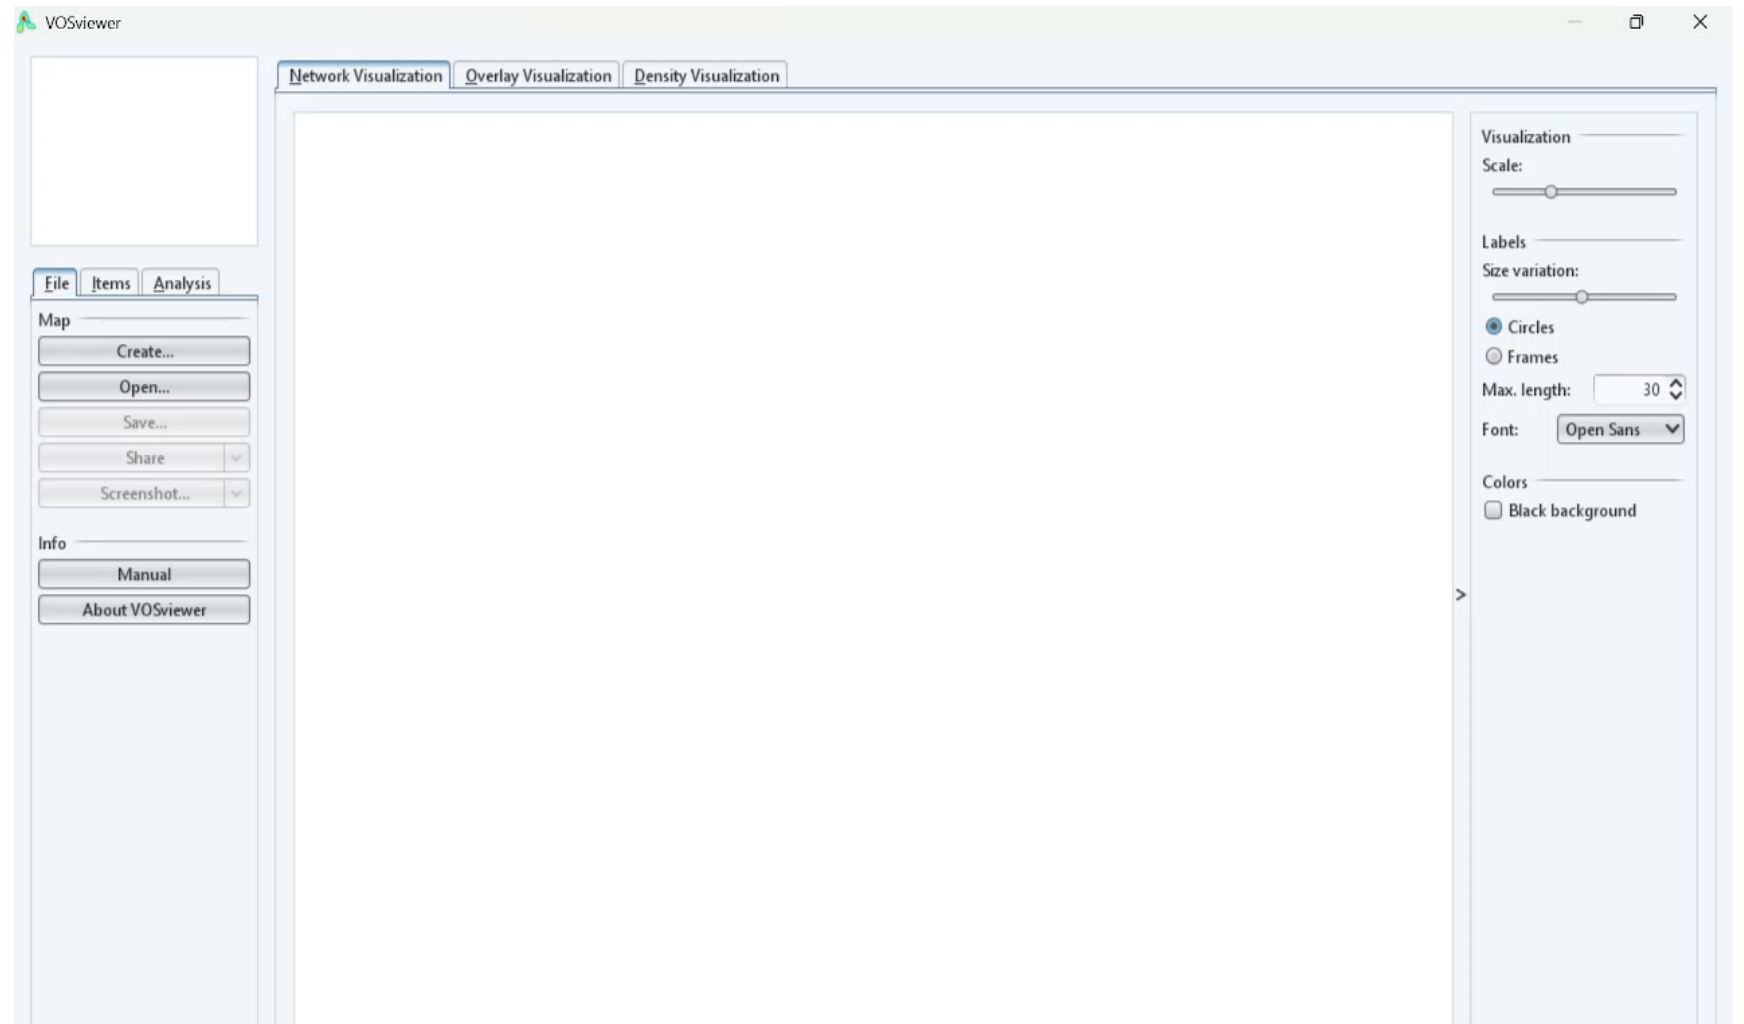 VOSviewer
Network Visualization Overlay Visualization Density Visualization
File Items Analysis
Map
Create...
Open...
Save...
Share
Screenshot...
Info
Manual
About VOSviewer
>
Visualization
Scale:
Labels
Size variation:
Circles
Frames
Max. length: 30
Font: Open Sans
Colors
Black background